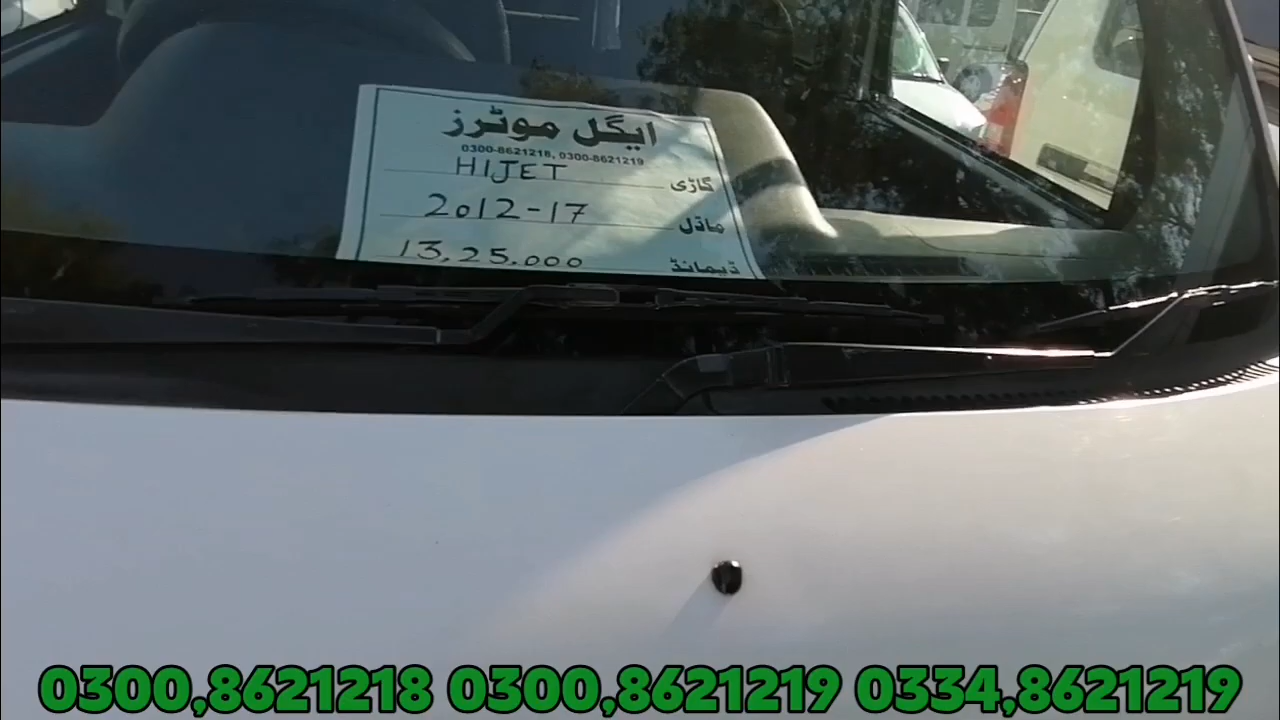 ایگل موٹرز
0300-8621218, 0300-8621219
گاڑی HIJET
ماڈل 2012-17
ڈیمانڈ 13,25.000
0300,8621218 0300,8621219 0334,8621219